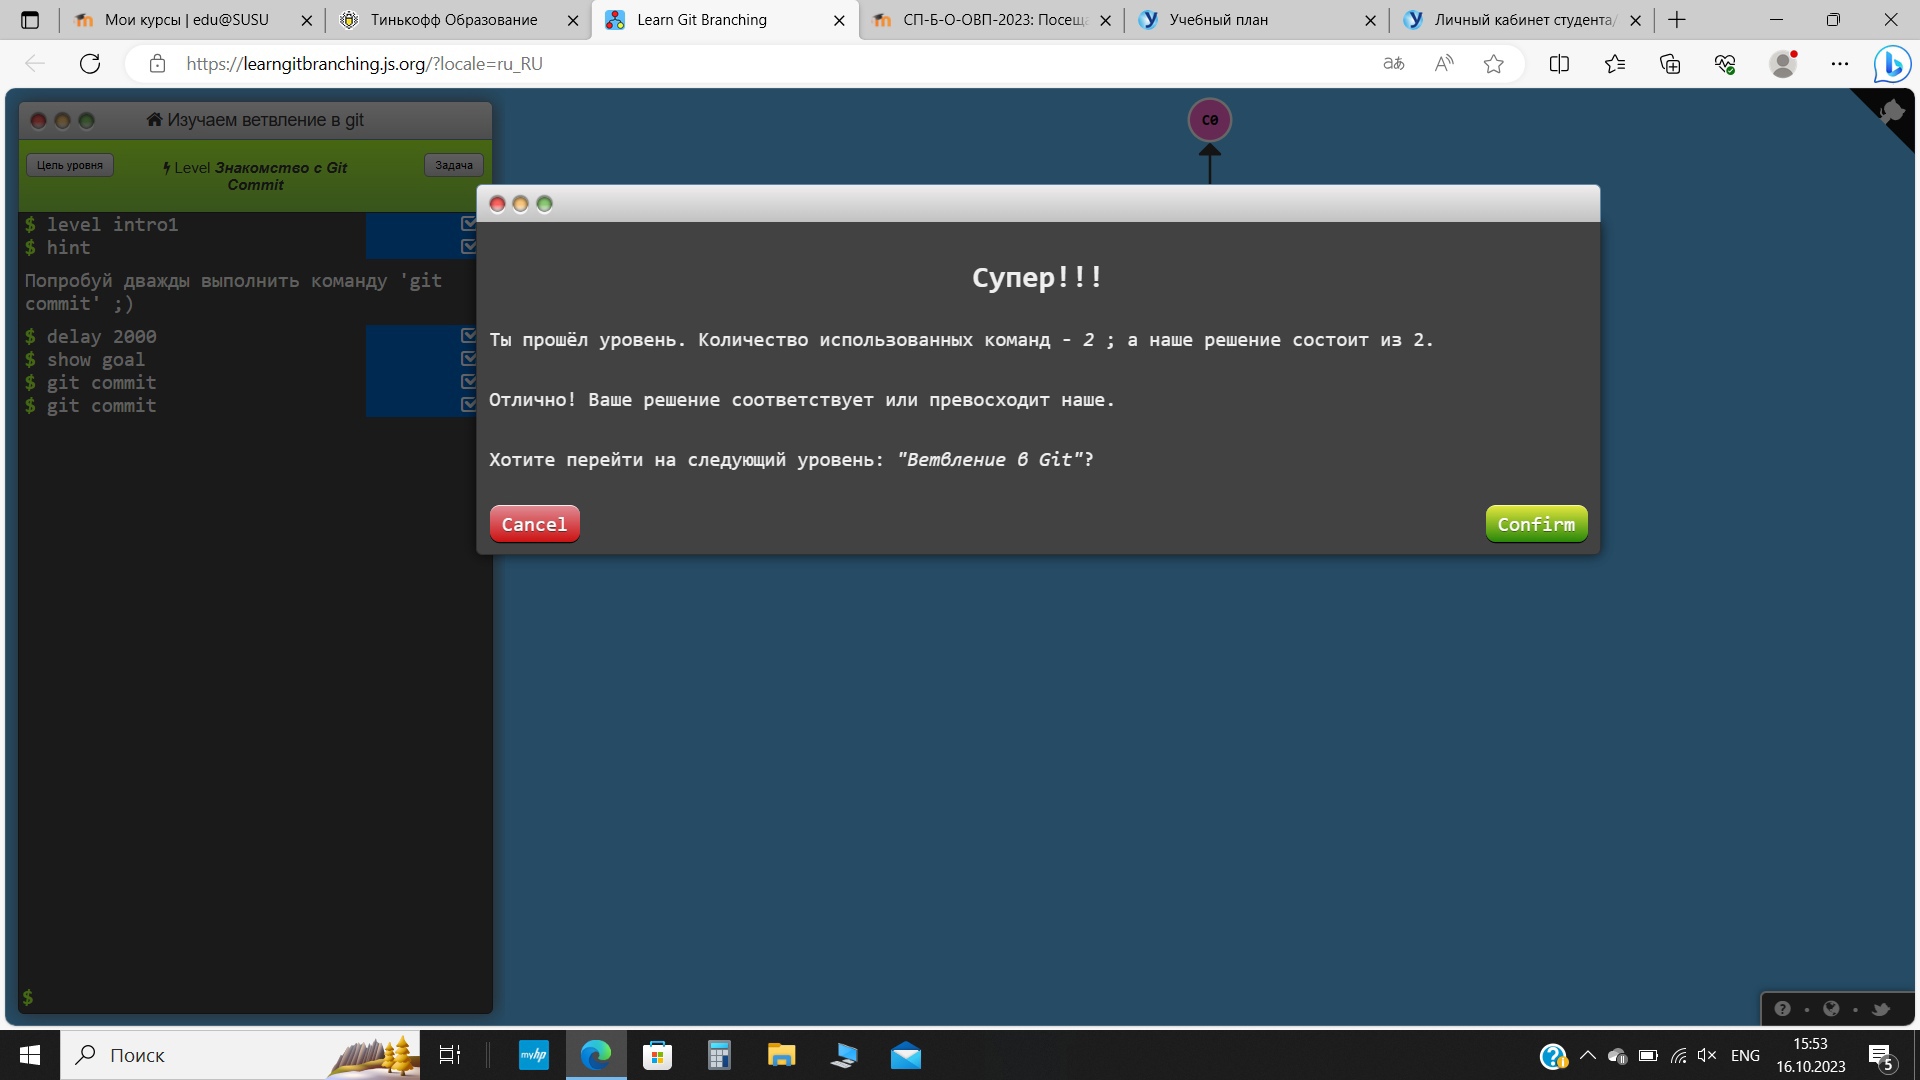 Мои курсы | edu@SUSU
Тинькофф Образование
Learn Git Branching
СП-Б-О-ОВП-2023: Посеща
Учебный план
Личный кабинет студента/
https://learngitbranching.js.org/?locale=ru_RU
Изучаем ветвление в git
Цель уровня
Level Знакомство с Git
Commit
Задача
$ level intro1
$ hint
Попробуй дважды выполнить команду 'git
commit' ;)
$ delay 2000
$ show goal
$ git commit
$ git commit
$
C0
Супер!!!
Ты прошёл уровень. Количество использованных команд - 2 ; а наше решение состоит из 2.
Отлично! Ваше решение соответствует или превосходит наше.
Хотите перейти на следующий уровень: "Ветвление в Git"?
Cancel
Confirm
Поиск
myhp
ENG
15:53
16.10.2023
5